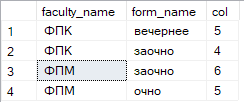 faculty_name form_name col
1 ФПК вечернее 5
2 ФПК заочно 4
3 ФПМ заочно 6
4 ФПМ очно 5